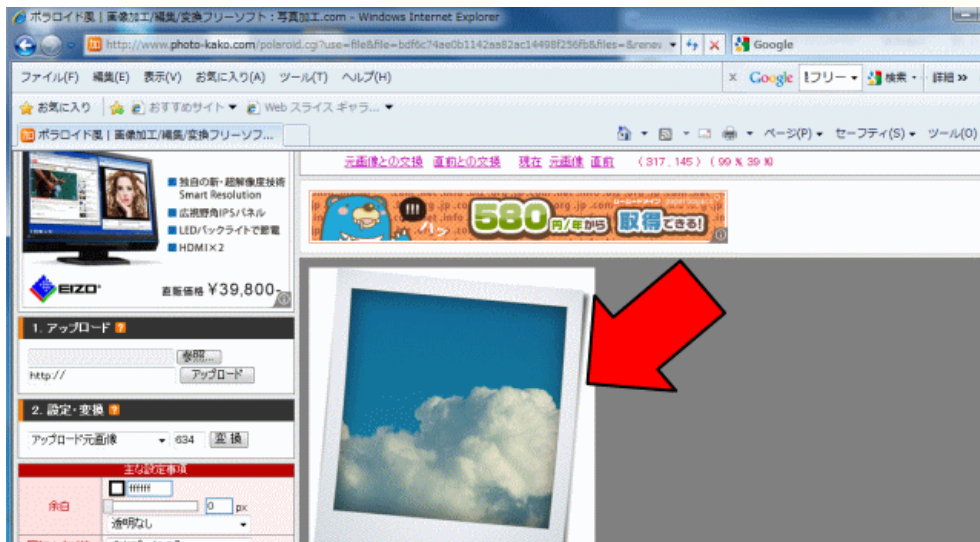 ポラロイド風 | 画像加工/編集/変換フリーソフト : 写真加工.com - Windows Internet Explorer
http://www.photo-kako.com/polaroid.cgi?use=file&file=bdf6c74ae0b1142aa82ac14498f256fb&files=&renew
Google
ファイル(F) 編集(E) 表示(V) お気に入り(A) ツール(T) ヘルプ(H)
x Google フリー 検索 詳細 »
お気に入り おすすめサイト Web スライス ギャラ...
ポラロイド風 | 画像加工/編集/変換フリーソフ...
ページ(P) セーフティ(S) ツール(O)
元画像との交換 直前との交換 現在 元画像 直前 (317, 145) (99 % 39 %)
独自の新・超解像度技術
Smart Resolution
広視野角IPSパネル
LEDバックライトで節電
HDMI×2
EIZO
直販価格 ¥39,800-
!!!
580円/年から 取得できる!
1. アップロード ?
参照...
http:// アップロード
2. 設定・変換 ?
アップロード元画像 634 変換
主な設定事項
ffffff
余白 0 px
透明なし